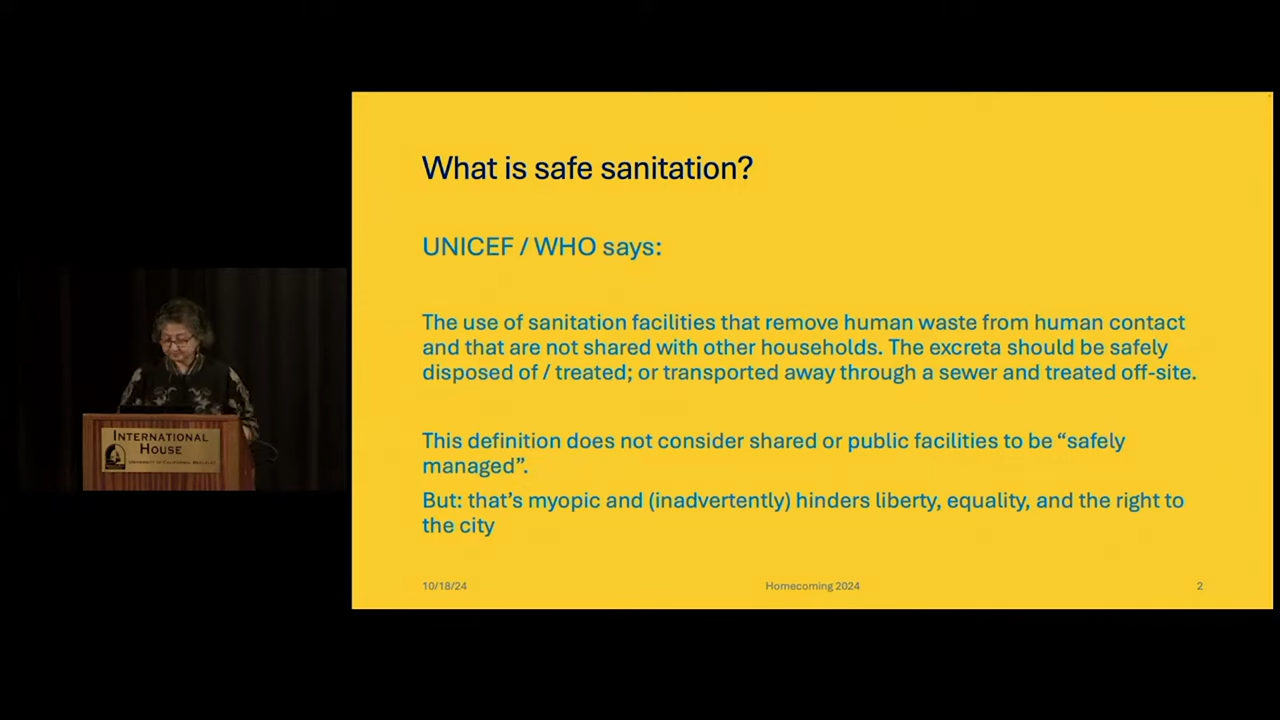 What is safe sanitation?
UNICEF / WHO says:
The use of sanitation facilities that remove human waste from human contact
and that are not shared with other households. The excreta should be safely
disposed of / treated; or transported away through a sewer and treated off-site.
This definition does not consider shared or public facilities to be “safely
managed”.
But: that’s myopic and (inadvertently) hinders liberty, equality, and the right to
the city
10/18/24
Homecoming 2024
2
INTERNATIONAL
HOUSE
UNIVERSITY OF CALIFORNIA BERKELEY